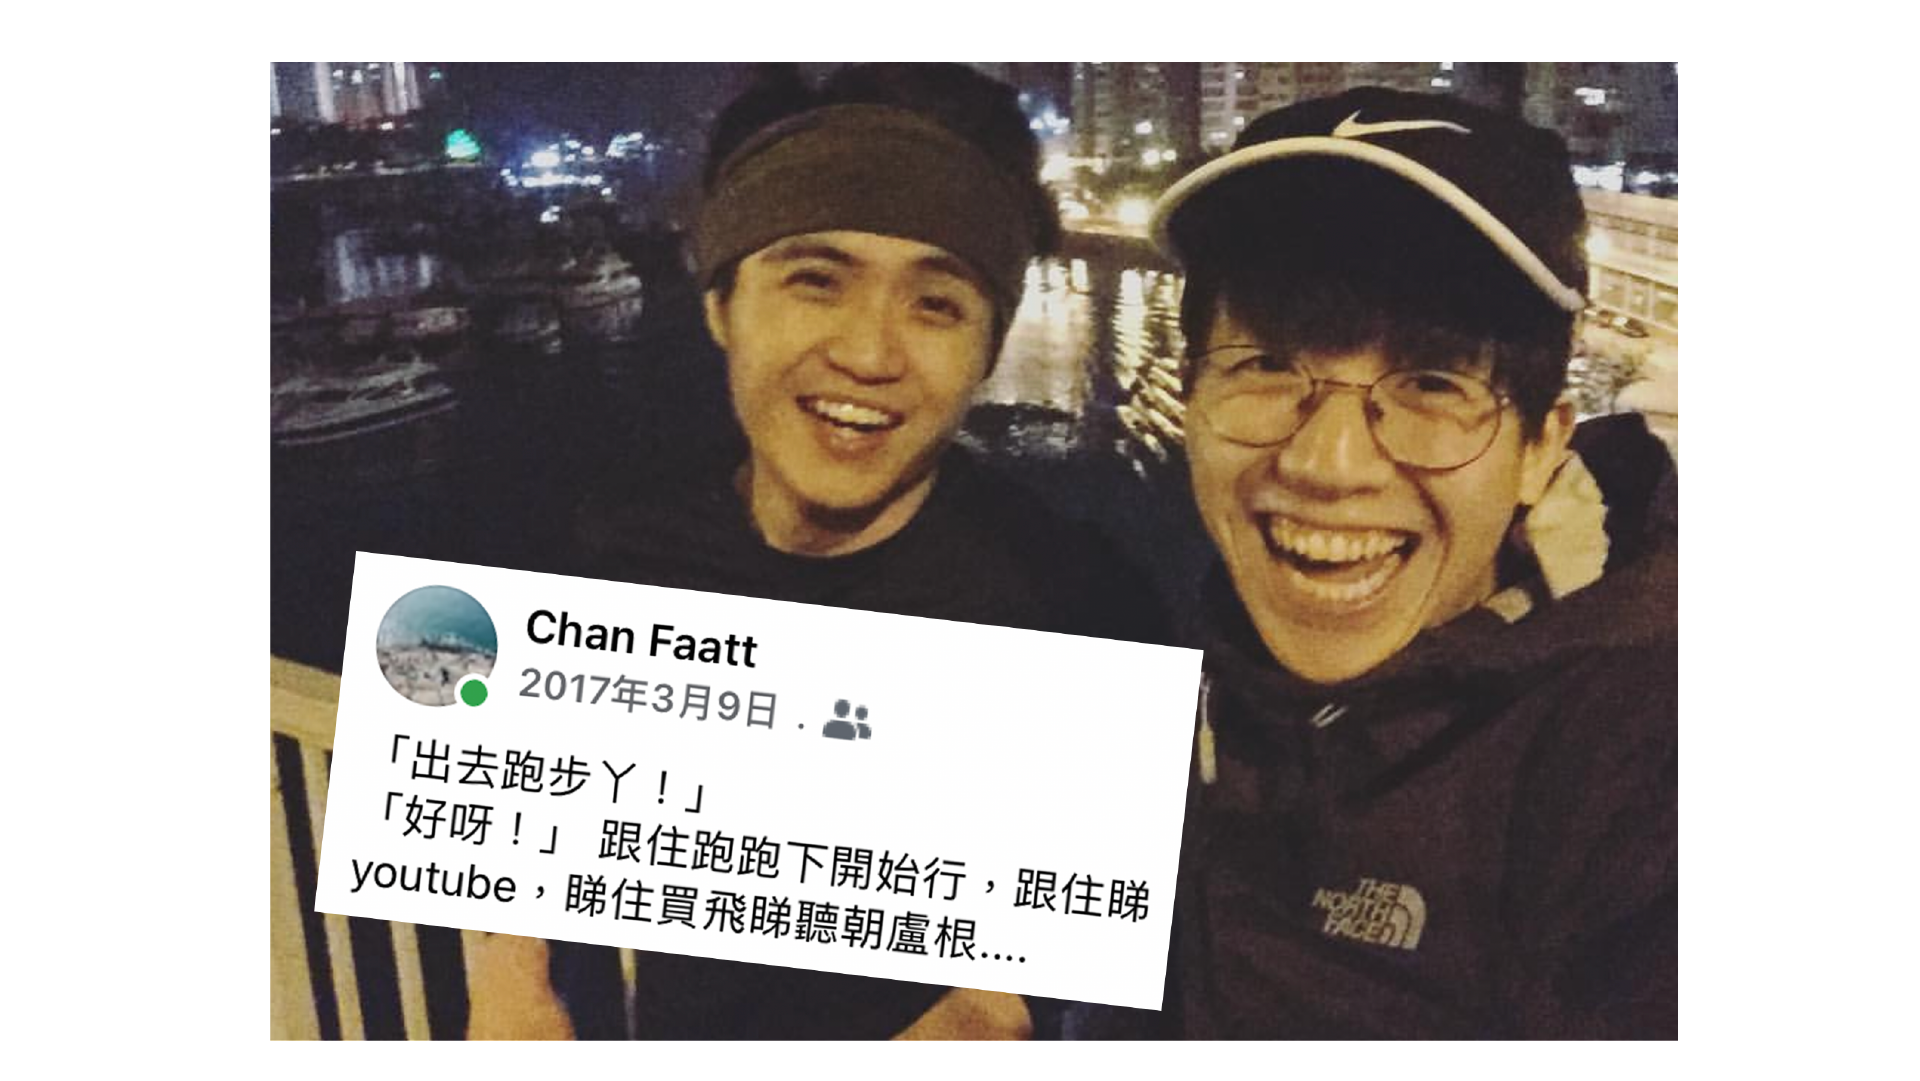 Chan Faatt
2017年3月9日 .
「出去跑步丫！」
「好呀！」 跟住跑跑下開始行，跟住睇
youtube，睇住買飛睇聽朝盧根....
THE
NORTH
FACE